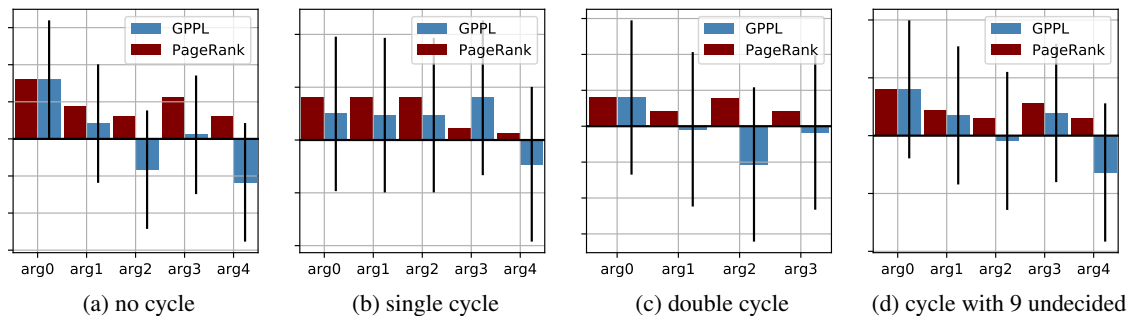 GPPL
PageRank
arg0 arg1 arg2 arg3 arg4
(a) no cycle
GPPL
PageRank
arg0 arg1 arg2 arg3 arg4
(b) single cycle
GPPL
PageRank
arg0 arg1 arg2 arg3
(c) double cycle
GPPL
PageRank
arg0 arg1 arg2 arg3 arg4
(d) cycle with 9 undecided